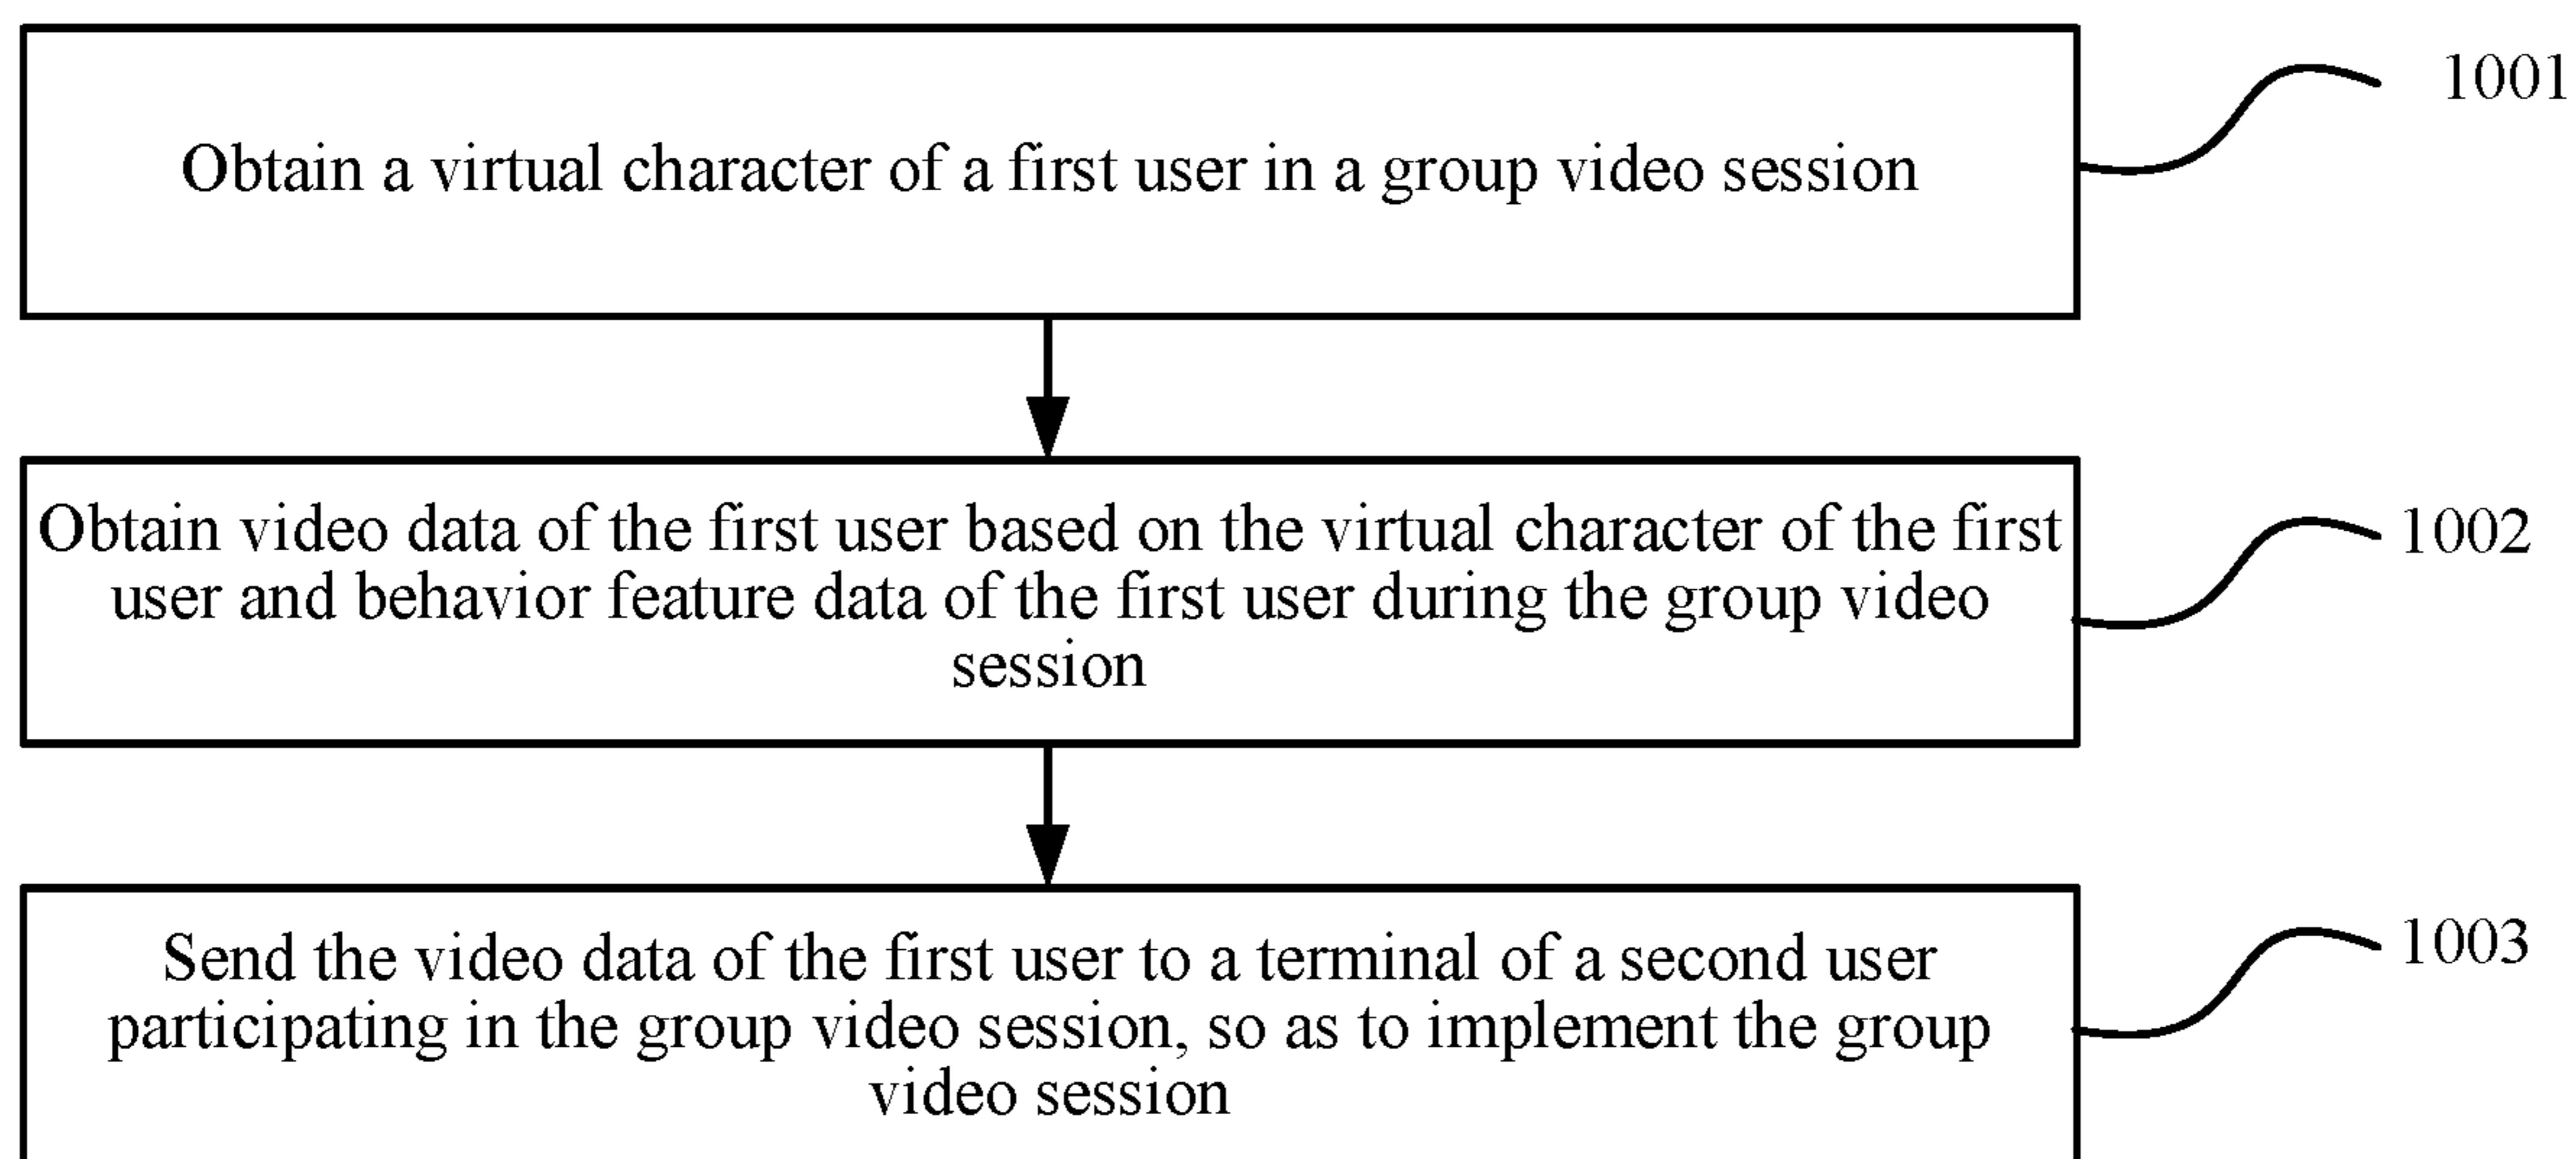 Obtain a virtual character of a first user in a group video session
1001
Obtain video data of the first user based on the virtual character of the first
user and behavior feature data of the first user during the group video
session
1002
Send the video data of the first user to a terminal of a second user
participating in the group video session, so as to implement the group
video session
1003